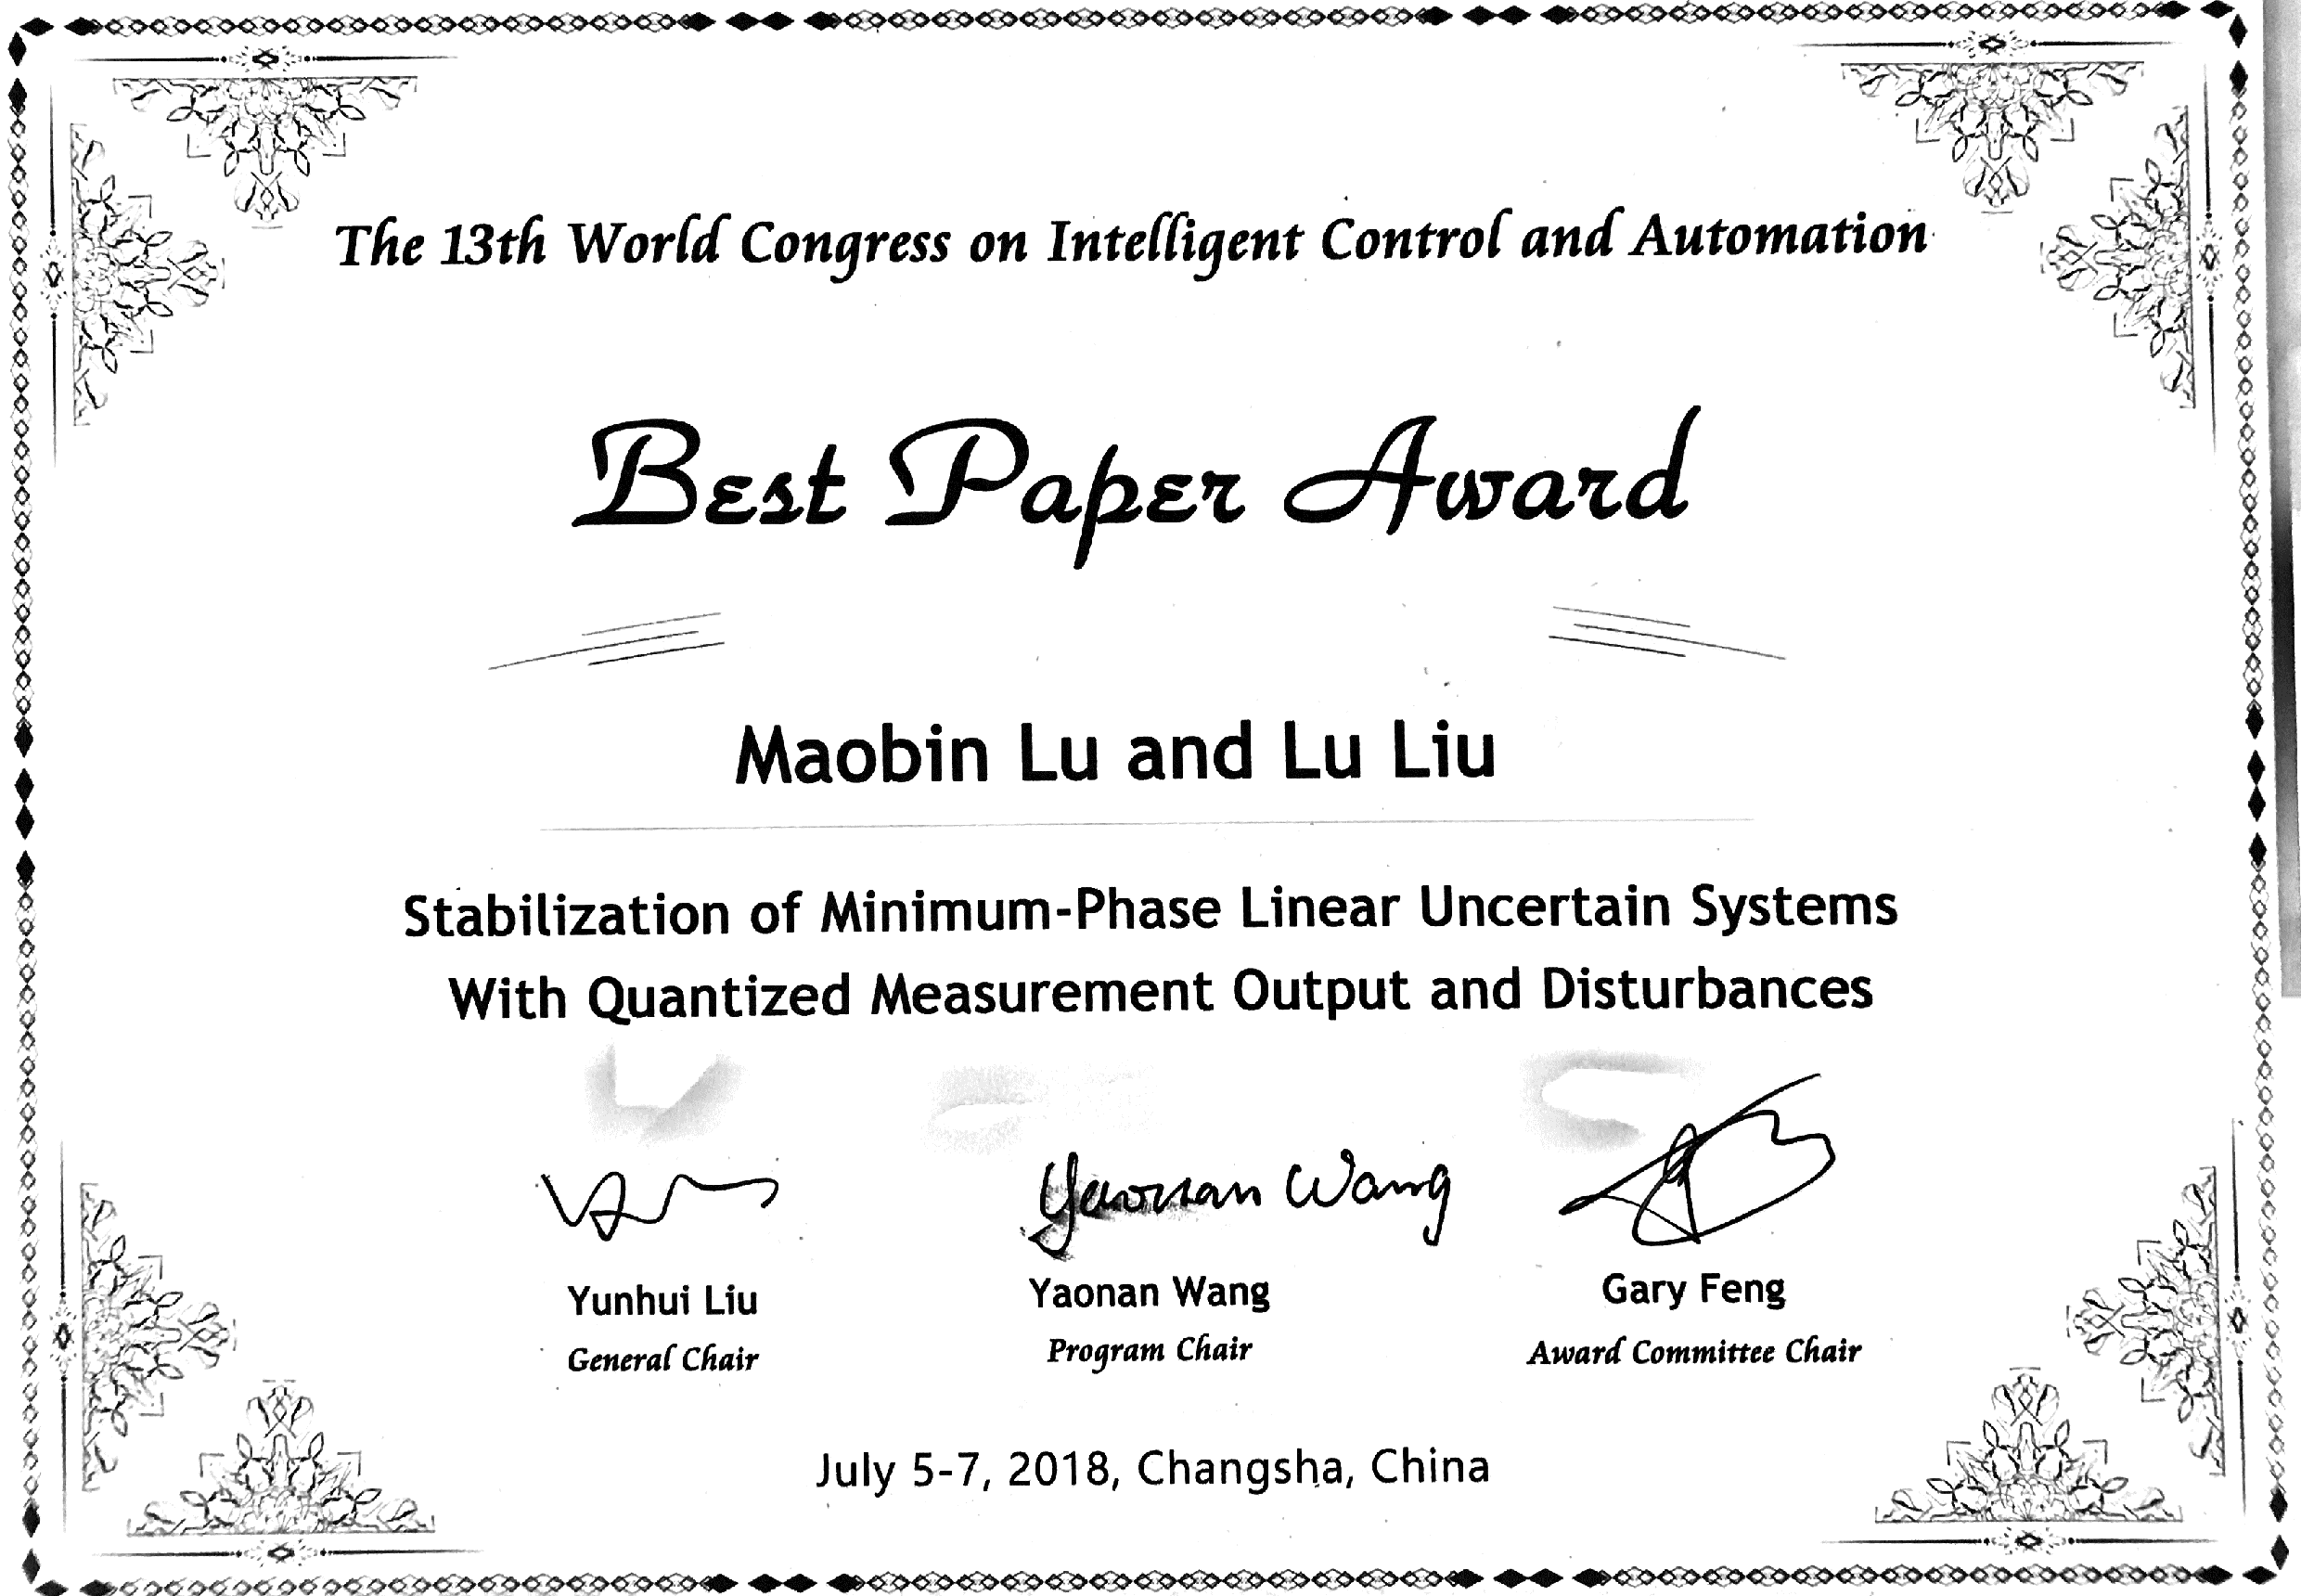 The 13th World Congress on Intelligent Control and Automation
Best Paper Award
Maobin Lu and Lu Liu
Stabilization of Minimum-Phase Linear Uncertain Systems
With Quantized Measurement Output and Disturbances
Yaonan Wang
Yunhui Liu Yaonan Wang Gary Feng
General Chair Program Chair Award Committee Chair
July 5-7, 2018, Changsha, China